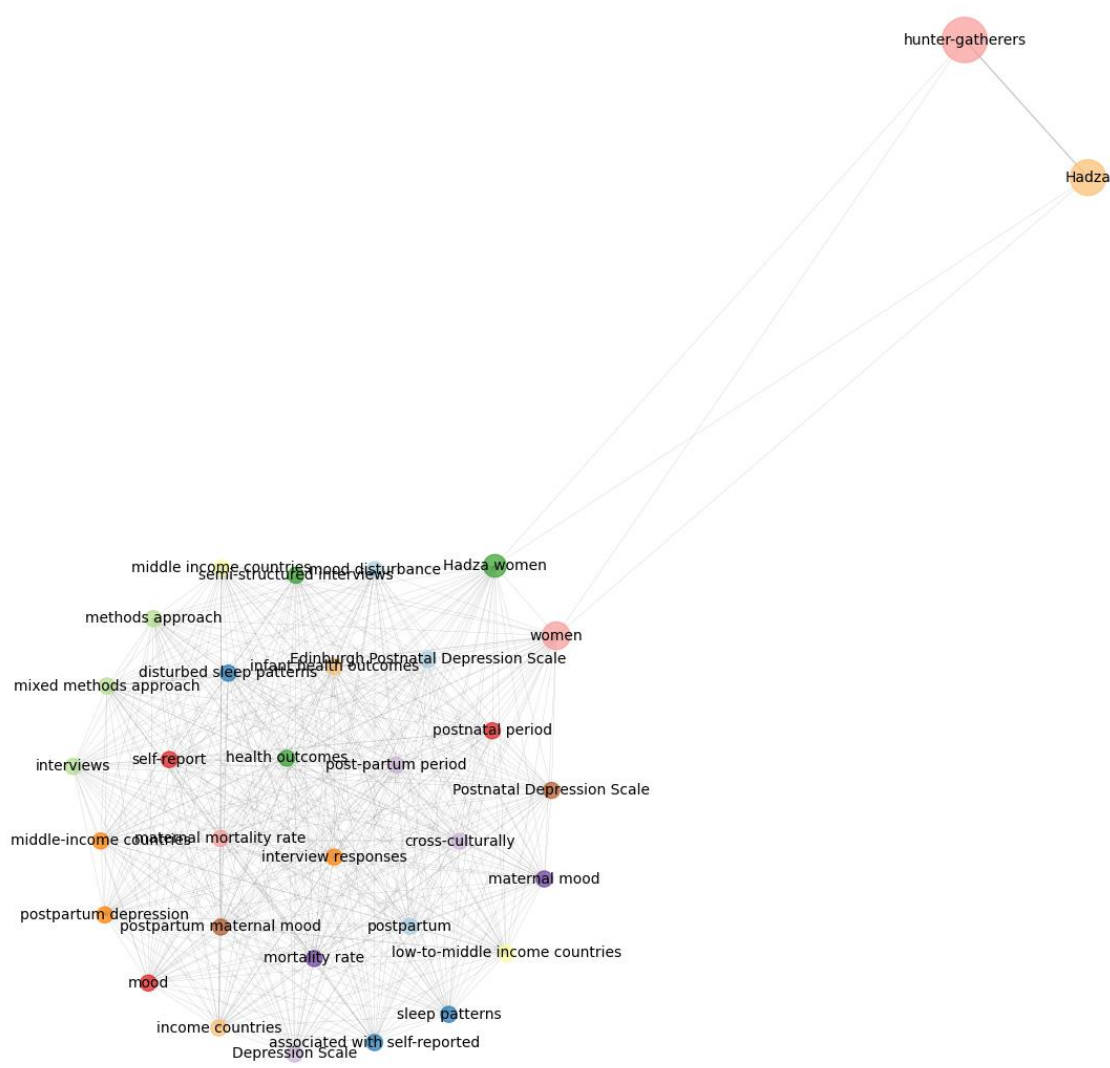 hunter-gatherers
Hadza
Hadza women
middle income countries
mood disturbance
semi-structured interviews
methods approach
women
Edinburgh Postnatal Depression Scale
infant health outcomes
disturbed sleep patterns
mixed methods approach
postnatal period
health outcomes
self-report
post-partum period
interviews
Postnatal Depression Scale
maternal mortality rate
middle-income countries
cross-culturally
interview responses
maternal mood
postpartum depression
postpartum maternal mood
postpartum
low-to-middle income countries
mortality rate
mood
sleep patterns
income countries
associated with self-reported
Depression Scale